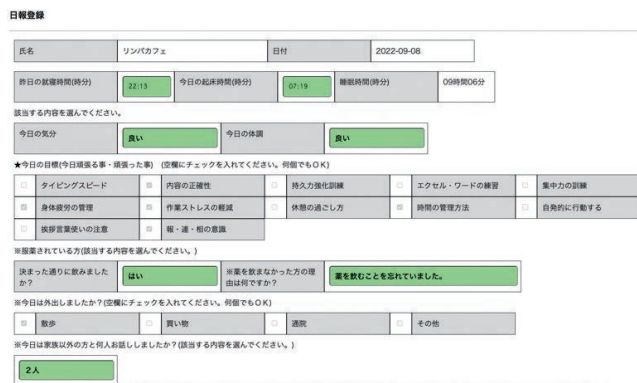 日報登録
氏名 リンパカフェ 日付 2022-09-08
昨日の就寝時間(時分) 22:13 今日の起床時間(時分) 07:19 睡眠時間(時分) 09時間06分
該当する内容を選んでください。
今日の気分 良い 今日の体調 良い
★今日の目標(今日頑張る事・頑張った事) (空欄にチェックを入れてください。何個でもOK)
タイピングスピード 内容の正確性 持久力強化訓練 エクセル・ワードの練習 集中力の訓練
身体疲労の管理 作業ストレスの軽減 休憩の過ごし方 時間の管理方法 自発的に行動する
挨拶言葉使いの注意 報・連・相の意識
※服薬されている方(該当する内容を選んでください。)
決まった通りに飲みましたか? はい ※薬を飲まなかった方の理由は何ですか? 薬を飲むことを忘れていました。
※今日は外出しましたか?(空欄にチェックを入れてください。何個でもOK)
散歩 買い物 通院 その他
※今日は家族以外の方と何人お話ししましたか?(該当する内容を選んでください。)
2人